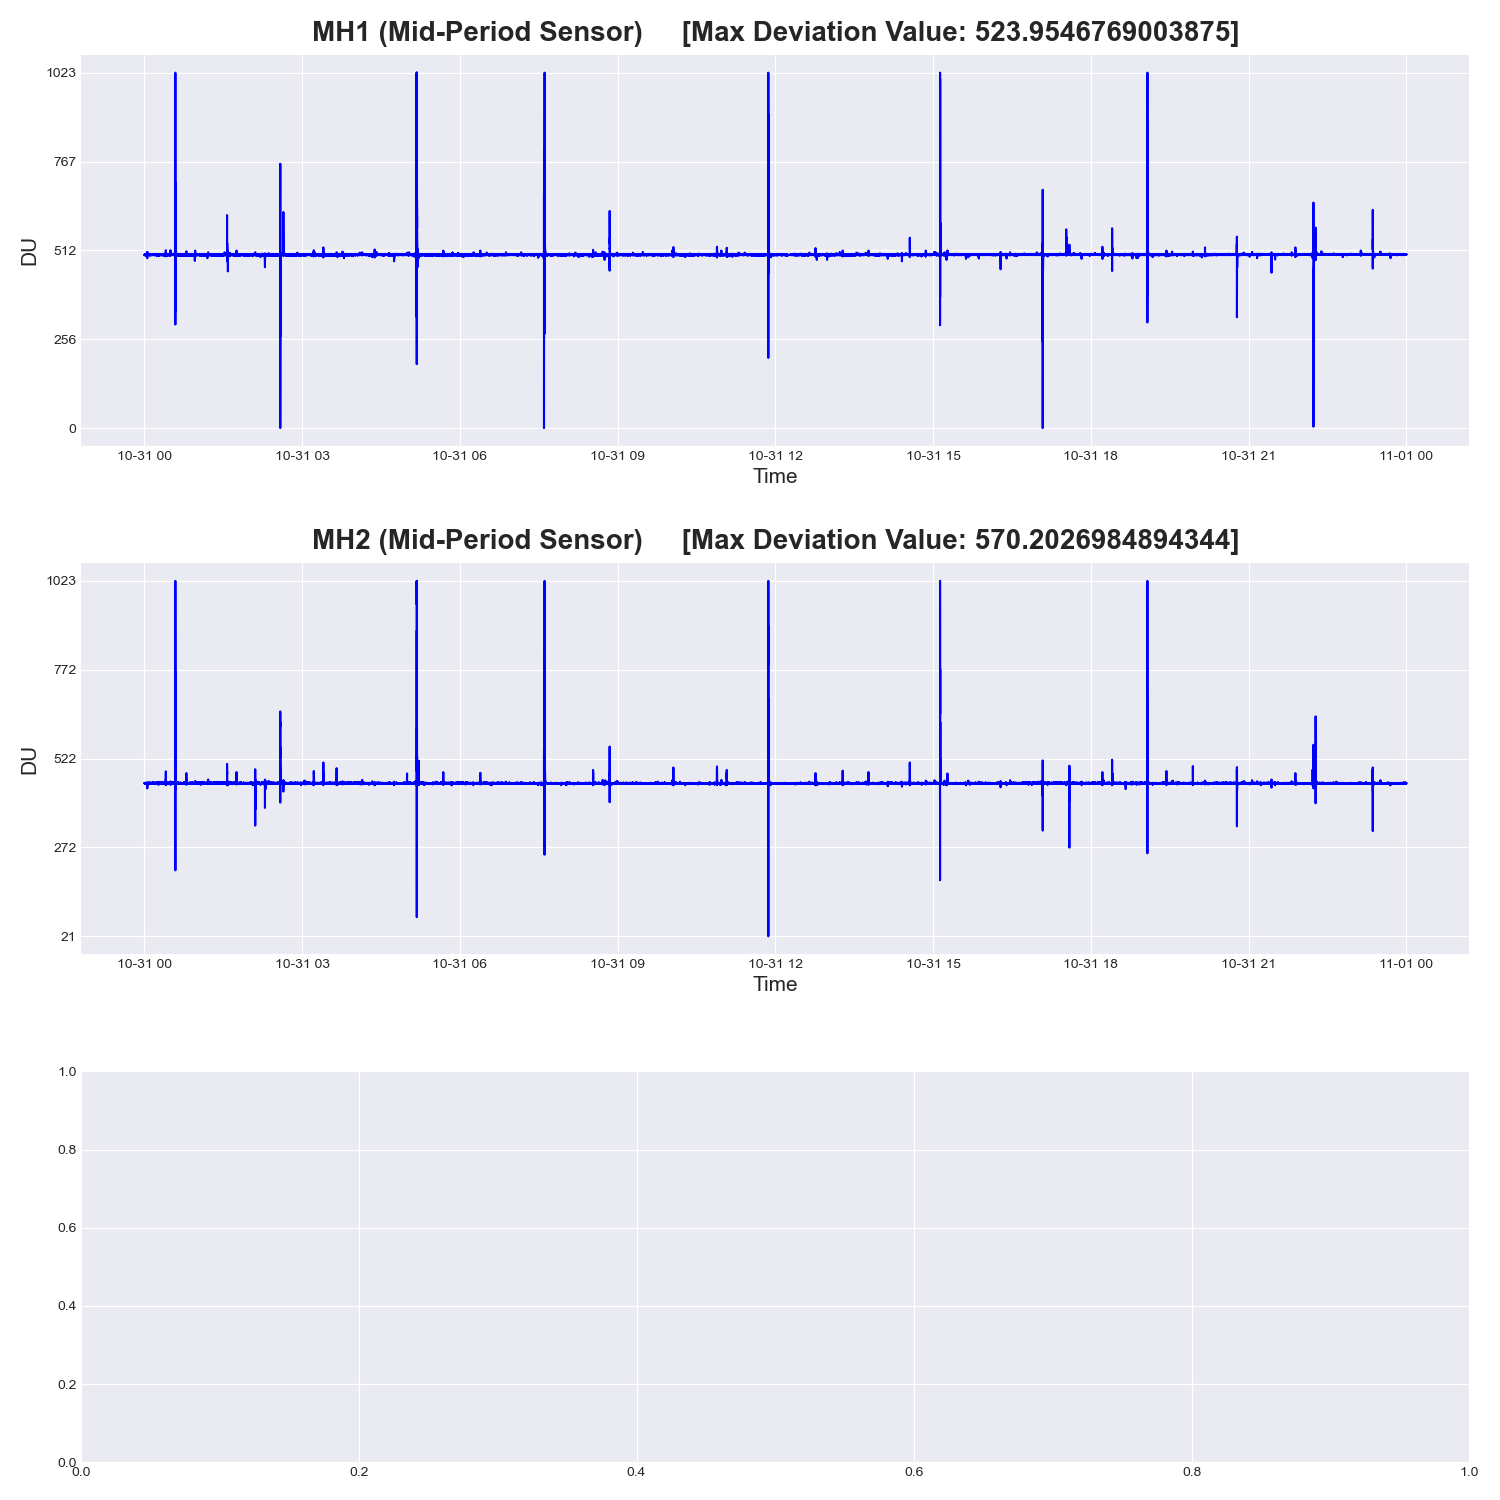 MH1 (Mid-Period Sensor) [Max Deviation Value: 523.9546769003875]
1023
767
512
256
0
DU
10-31 00 10-31 03 10-31 06 10-31 09 10-31 12 10-31 15 10-31 18 10-31 21 11-01 00
Time
MH2 (Mid-Period Sensor) [Max Deviation Value: 570.2026984894344]
1023
772
522
272
21
DU
10-31 00 10-31 03 10-31 06 10-31 09 10-31 12 10-31 15 10-31 18 10-31 21 11-01 00
Time
1.0
0.8
0.6
0.4
0.2
0.0
0.0 0.2 0.4 0.6 0.8 1.0